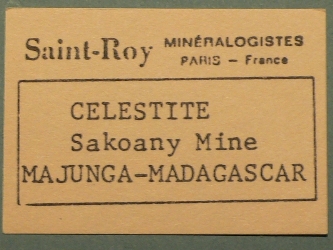 Saint-Roy MINÉRALOGISTES
PARIS – France
CELESTITE
Sakoany Mine
MAJUNGA-MADAGASCAR